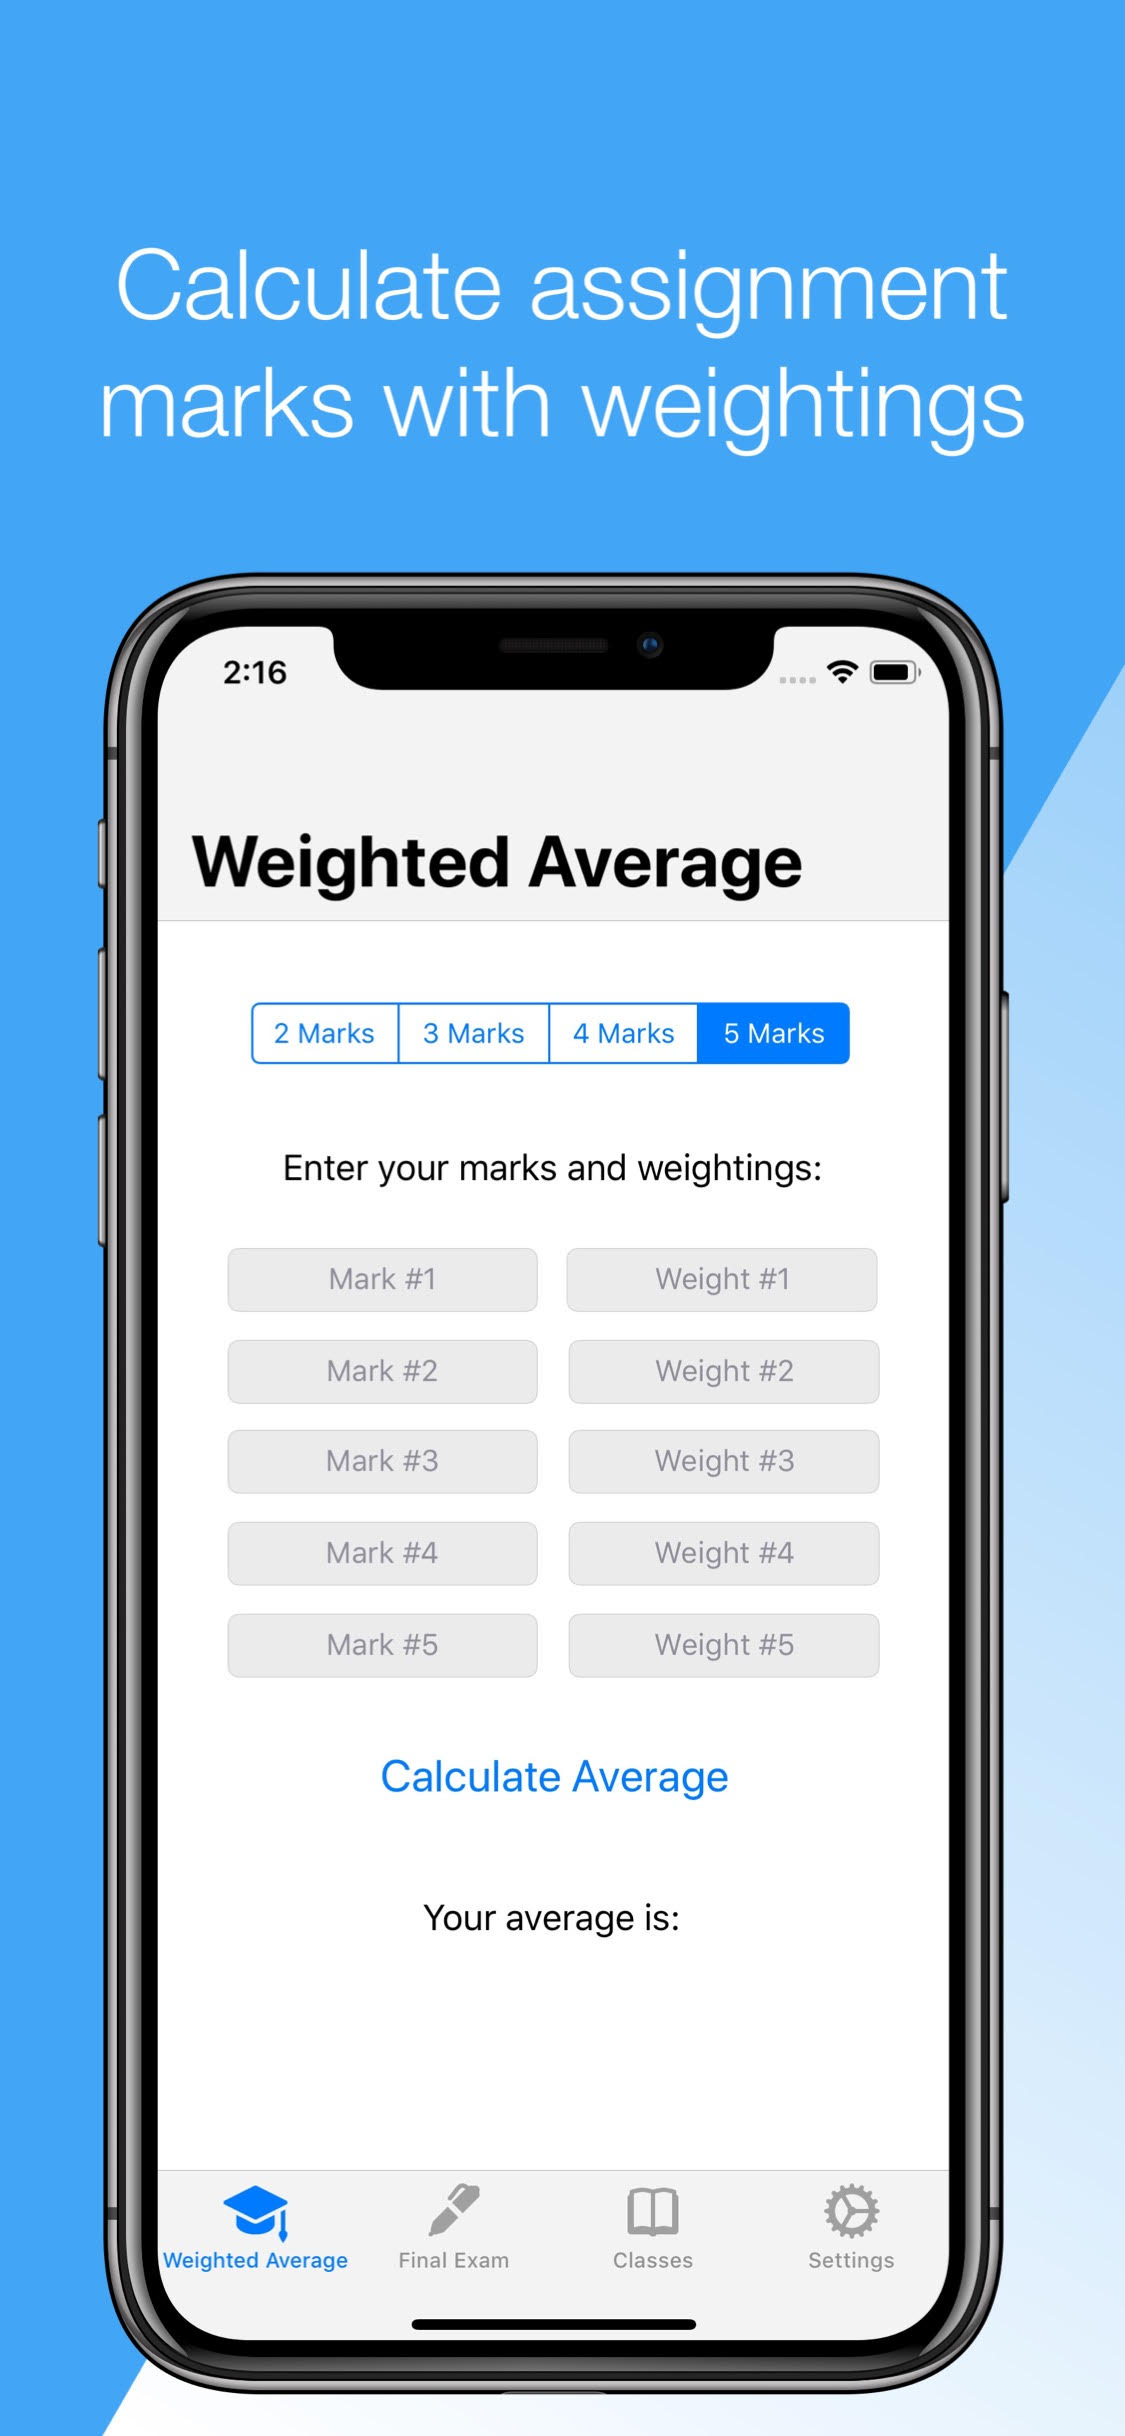 Calculate assignment
marks with weightings
2:16
Weighted Average
2 Marks 3 Marks 4 Marks 5 Marks
Enter your marks and weightings:
Mark #1 Weight #1
Mark #2 Weight #2
Mark #3 Weight #3
Mark #4 Weight #4
Mark #5 Weight #5
Calculate Average
Your average is:
Weighted Average Final Exam Classes Settings